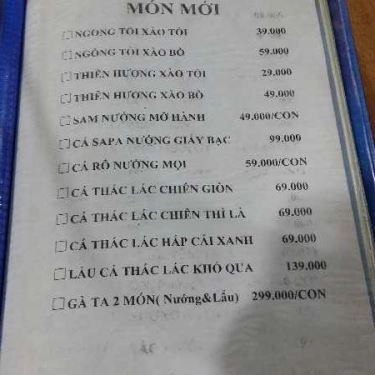 MÓN MỚI
NGỒNG TỎI XÀO TỎI 39.000
NGỒNG TỎI XÀO BÒ 59.000
THIÊN HƯƠNG XÀO TỎI 29.000
THIÊN HƯƠNG XÀO BÒ 49.000
SAM NƯỚNG MỠ HÀNH 49.000/CON
CÁ SAPA NƯỚNG GIẤY BẠC 99.000
CÁ RÔ NƯỚNG MỌI 59.000/CON
CÁ THÁC LÁC CHIÊN GIÒN 69.000
CÁ THÁC LÁC CHIÊN THÌ LÀ 69.000
CÁ THÁC LÁC HẤP CẢI XANH 69.000
LẨU CÁ THÁC LÁC KHỔ QUA 139.000
GÀ TA 2 MÓN( Nướng&Lẩu) 299.000/CON